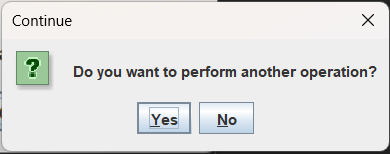 Continue
?
Do you want to perform another operation?
Yes No